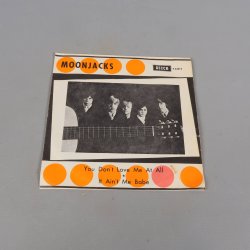 MOONJACKS
DECCA
You Don't Love Me At All
It Ain't Me Babe